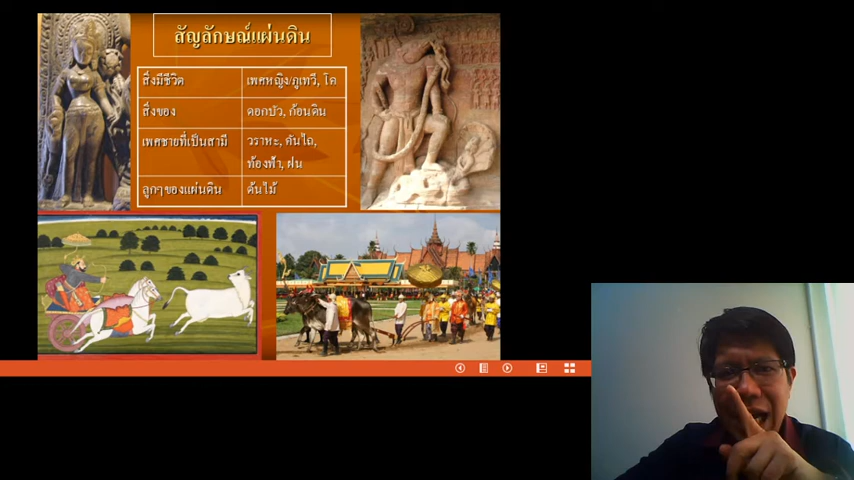 สัญลักษณ์แผ่นดิน
สิ่งมีชีวิต
เพศหญิง/ภูเทวี, โค
สิ่งของ
ดอกบัว, ก้อนดิน
เพศชายที่เป็นสามี
วราหะ, คันไถ,
ท้องฟ้า, ฝน
ลูกๆของแผ่นดิน
ต้นไม้